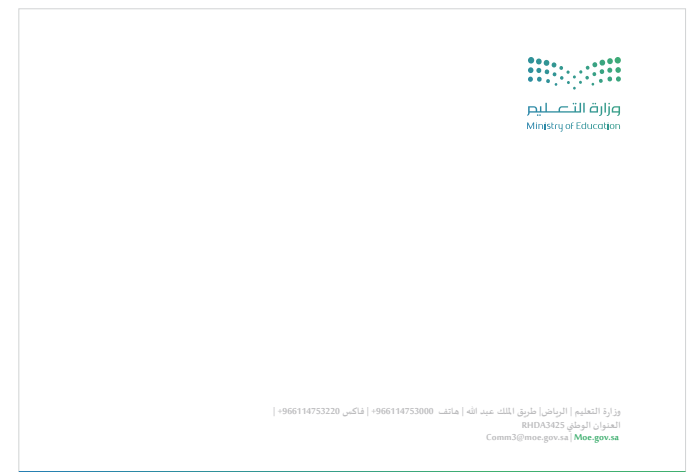 وزارة التعـــليم
Ministry of Education
وزارة التعليم | الرياض| طريق الملك عبد الله | هاتف 966114753000+ | فاكس 966114753220+ |
العنوان الوطني RHDA3425
Comm3@moe.gov.sa | Moe.gov.sa